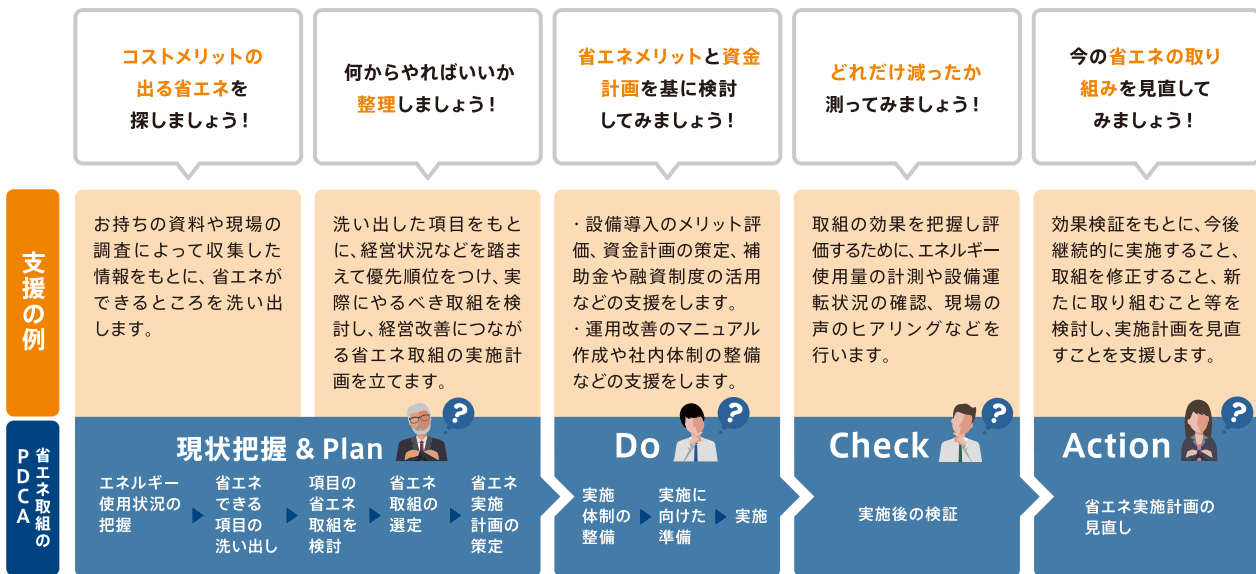 コストメリットの
出る省エネを
探しましょう！
何からやればいいか
整理しましょう！
省エネメリットと資金
計画を基に検討
してみましょう！
どれだけ減ったか
測ってみましょう！
今の省エネの取り
組みを見直して
みましょう！
支援の例
お持ちの資料や現場の
調査によって収集した
情報をもとに、省エネが
できるところを洗い出
します。
洗い出した項目をもと
に、経営状況などを踏ま
えて優先順位をつけ、実
際にやるべき取組を検
討し、経営改善につなが
る省エネ取組の実施計
画を立てます。
・設備導入のメリット評
価、資金計画の策定、補
助金や融資制度の活用
などの支援をします。
・運用改善のマニュアル
作成や社内体制の整備
などの支援をします。
取組の効果を把握し評
価するために、エネルギー
使用量の計測や設備運
転状況の確認、現場の
声のヒアリングなどを
行います。
効果検証をもとに、今後
継続的に実施すること、
取組を修正すること、新
たに取り組むこと等を
検討し、実施計画を見直
すことを支援します。
省エネ取組の
PDCA
現状把握 & Plan
?
エネルギー
使用状況の
把握
省エネ
できる
項目の
洗い出し
項目の
省エネ
取組を
検討
省エネ
取組の
選定
省エネ
実施
計画の
策定
Do
?
実施
体制の
整備
実施に
向けた
準備
実施
Check
?
実施後の検証
Action
?
省エネ実施計画の
見直し